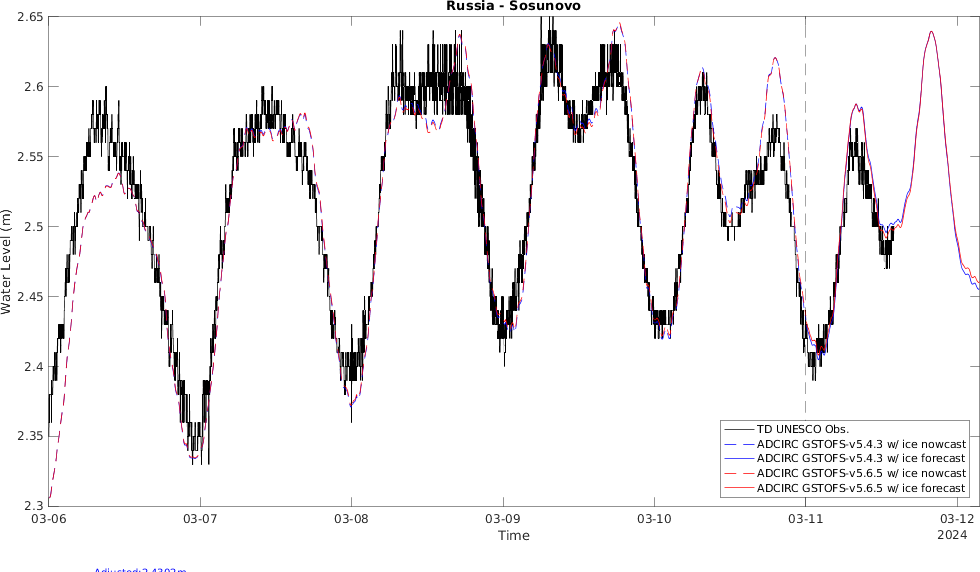 Russia - Sosunovo
2.65
2.6
2.55
2.5
2.45
2.4
2.35
2.3
Water Level (m)
TD UNESCO Obs.
ADCIRC GSTOFS-v5.4.3 w/ ice nowcast
ADCIRC GSTOFS-v5.4.3 w/ ice forecast
ADCIRC GSTOFS-v5.6.5 w/ ice nowcast
ADCIRC GSTOFS-v5.6.5 w/ ice forecast
03-06 03-07 03-08 03-09 03-10 03-11 03-12
Time 2024
Adjusted:2.4302m